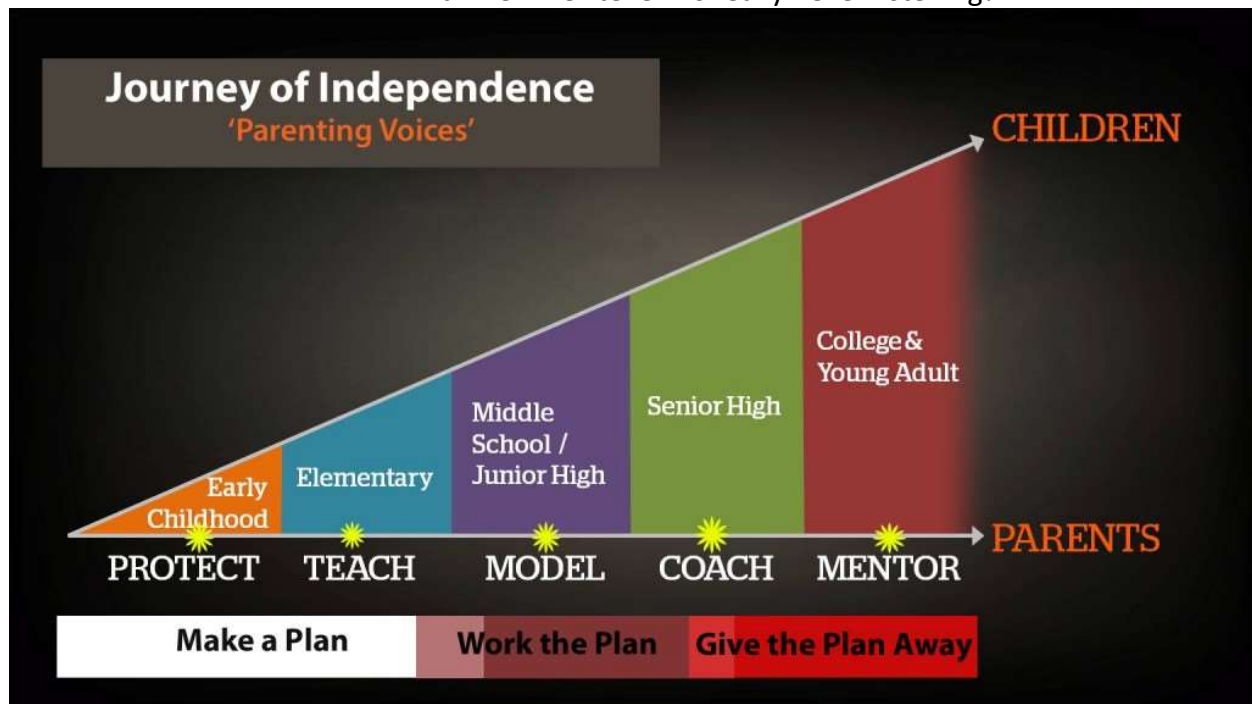 Journey of Independence
'Parenting Voices'
CHILDREN
College &
Young Adult
Senior High
Middle
School /
Junior High
Elementary
Early
Childhood
PARENTS
PROTECT TEACH MODEL COACH MENTOR
Make a Plan Work the Plan Give the Plan Away